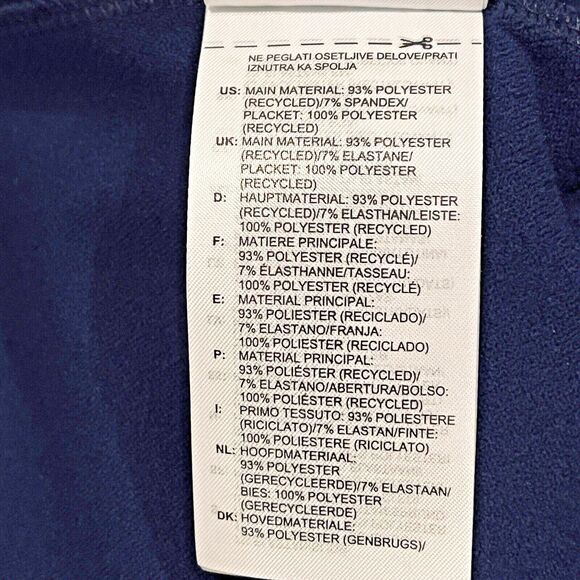 NE PEGLATI OSETLJIVE DELOVE/PRATI
IZNUTRA KA SPOLJA
US: MAIN MATERIAL: 93% POLYESTER
(RECYCLED)/7% SPANDEX/
PLACKET: 100% POLYESTER
(RECYCLED)
UK: MAIN MATERIAL: 93% POLYESTER
(RECYCLED)/7% ELASTANE/
PLACKET: 100% POLYESTER
(RECYCLED)
D: HAUPTMATERIAL: 93% POLYESTER
(RECYCLED)/7% ELASTHAN/LEISTE:
100% POLYESTER (RECYCLED)
F: MATIERE PRINCIPALE:
93% POLYESTER (RECYCLÉ)/
7% ÉLASTHANNE/TASSEAU:
100% POLYESTER (RECYCLÉ)
E: MATERIAL PRINCIPAL:
93% POLIESTER (RECICLADO)/
7% ELASTANO/FRANJA:
100% POLIESTER (RECICLADO)
P: MATERIAL PRINCIPAL:
93% POLIÉSTER (RECYCLED)/
7% ELASTANO/ABERTURA/BOLSO:
100% POLIÉSTER (RECYCLED)
I: PRIMO TESSUTO: 93% POLIESTERE
(RICICLATO)/7% ELASTAN/FINTE:
100% POLIESTERE (RICICLATO)
NL: HOOFDMATERIAAL:
93% POLYESTER
(GERECYCLEERDE)/7% ELASTAAN/
BIES: 100% POLYESTER
(GERECYCLEERDE)
DK: HOVEDMATERIALE:
93% POLYESTER (GENBRUGS)/